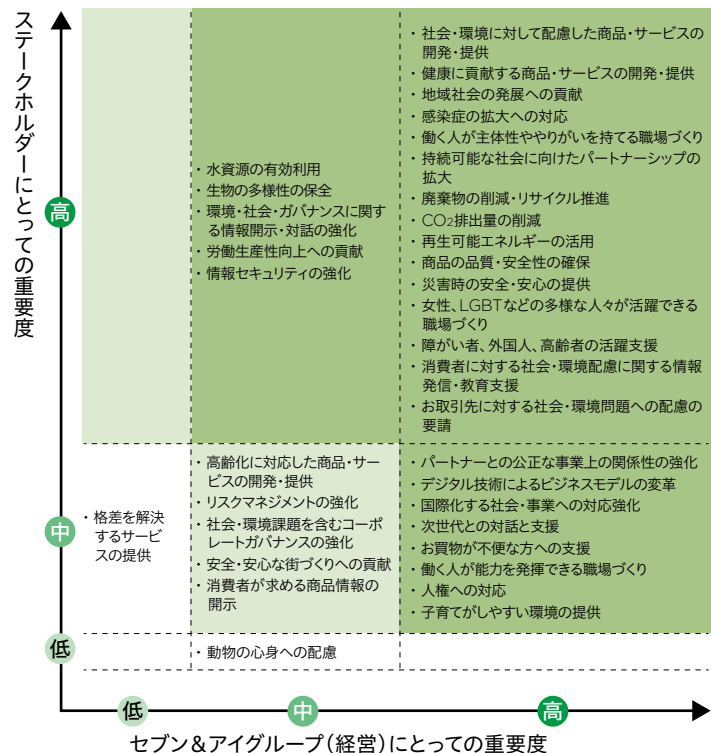 ステークホルダーにとっての重要度
高
・水資源の有効利用
・生物の多様性の保全
・環境・社会・ガバナンスに関す
る情報開示・対話の強化
・労働生産性向上への貢献
・情報セキュリティの強化
・社会・環境に対して配慮した商品・サービスの
開発・提供
・健康に貢献する商品・サービスの開発・提供
・地域社会の発展への貢献
・感染症の拡大への対応
・働く人が主体性ややりがいを持てる職場づくり
・持続可能な社会に向けたパートナーシップの
拡大
・廃棄物の削減・リサイクル推進
・CO₂排出量の削減
・再生可能エネルギーの活用
・商品の品質・安全性の確保
・災害時の安全・安心の提供
・女性、LGBTなどの多様な人々が活躍できる
職場づくり
・障がい者、外国人、高齢者の活躍支援
・消費者に対する社会・環境配慮に関する情報
発信・教育支援
・お取引先に対する社会・環境問題への配慮の
要請
中
・格差を解決
するサービ
スの提供
・高齢化に対応した商品・サー
ビスの開発・提供
・リスクマネジメントの強化
・社会・環境課題を含むコーポ
レートガバナンスの強化
・安全・安心な街づくりへの貢献
・消費者が求める商品情報の
開示
・パートナーとの公正な事業上の関係性の強化
・デジタル技術によるビジネスモデルの変革
・国際化する社会・事業への対応強化
・次世代との対話と支援
・お買物が不便な方への支援
・働く人が能力を発揮できる職場づくり
・人権への対応
・子育てがしやすい環境の提供
低
・動物の心身への配慮
低
中
高
セブン＆アイグループ（経営）にとっての重要度